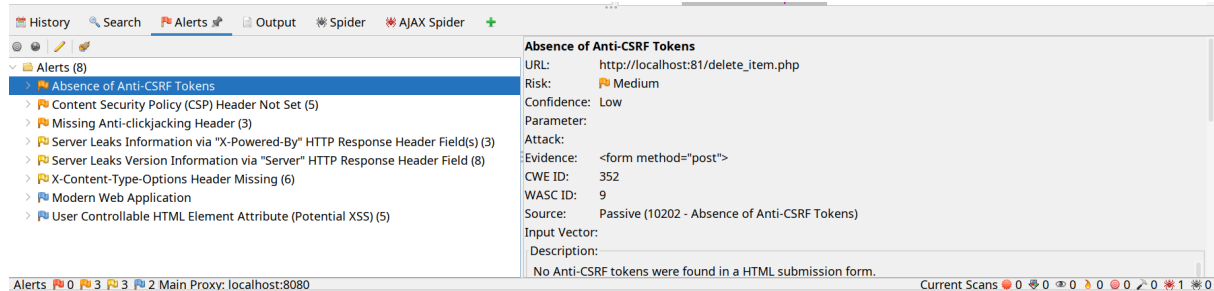 History Search Alerts Output Spider AJAX Spider
Alerts (8)
Absence of Anti-CSRF Tokens
Content Security Policy (CSP) Header Not Set (5)
Missing Anti-clickjacking Header (3)
Server Leaks Information via "X-Powered-By" HTTP Response Header Field(s) (3)
Server Leaks Version Information via "Server" HTTP Response Header Field (8)
X-Content-Type-Options Header Missing (6)
Modern Web Application
User Controllable HTML Element Attribute (Potential XSS) (5)
Absence of Anti-CSRF Tokens
URL: http://localhost:81/delete_item.php
Risk: Medium
Confidence: Low
Parameter:
Attack:
Evidence: <form method="post">
CWE ID: 352
WASC ID: 9
Source: Passive (10202 - Absence of Anti-CSRF Tokens)
Input Vector:
Description:
No Anti-CSRF tokens were found in a HTML submission form.
Alerts 0 3 3 2 Main Proxy: localhost:8080
Current Scans 0 0 0 0 0 0 1 0